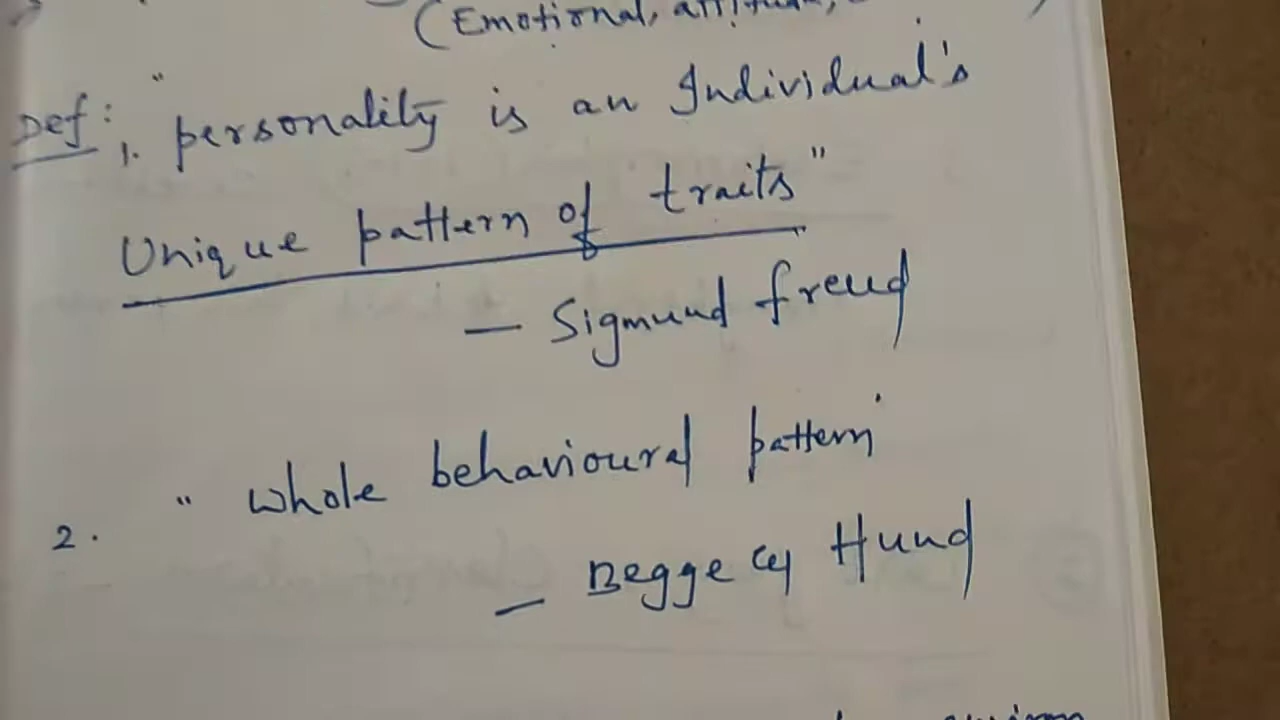 (Emotional,
Def: 1. "personality is an Individual's
Unique pattern of traits"
— Sigmund freud
2. "whole behavioural pattern"
— Begge Hund